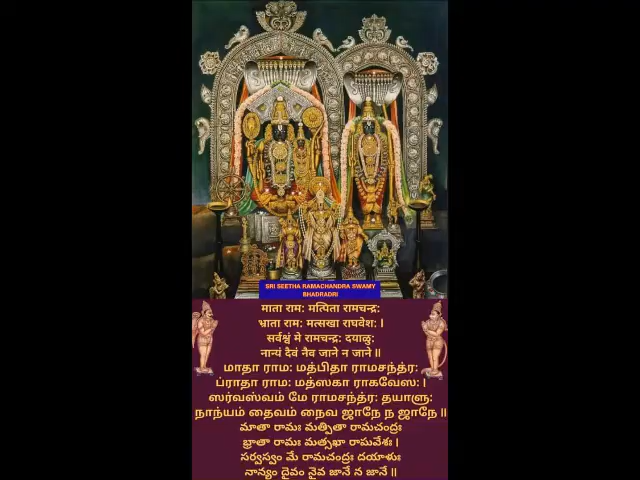 SRI SEETHA RAMACHANDRA SWAMY
BHADRADRI
माता राम: मत्पिता रामचन्द्र:
भ्राता राम: मत्सखा राघवेश: ।
सर्वश्वं मे रामचन्द्र: दयाळु:
नान्यं दैवं नैव जाने न जाने ॥
மாதா ராம: மத்பிதா ராமசந்த்ர:
ப்ராதா ராம: மத்ஸகா ராகவேஸ: |
ஸர்வஸ்வம் மே ராமசந்த்ர: தயாளு:
நாந்யம் தைவம் நைவ ஜாநே ந ஜாநே ||
మాతా రామః మత్పితా రామచంద్రః
భ్రాతా రామః మత్సఖా రాఘవేశః |
సర్వస్వం మే రామచంద్రః దయాళుః
నాన్యం దైవం నైవ జానే న జానే ||